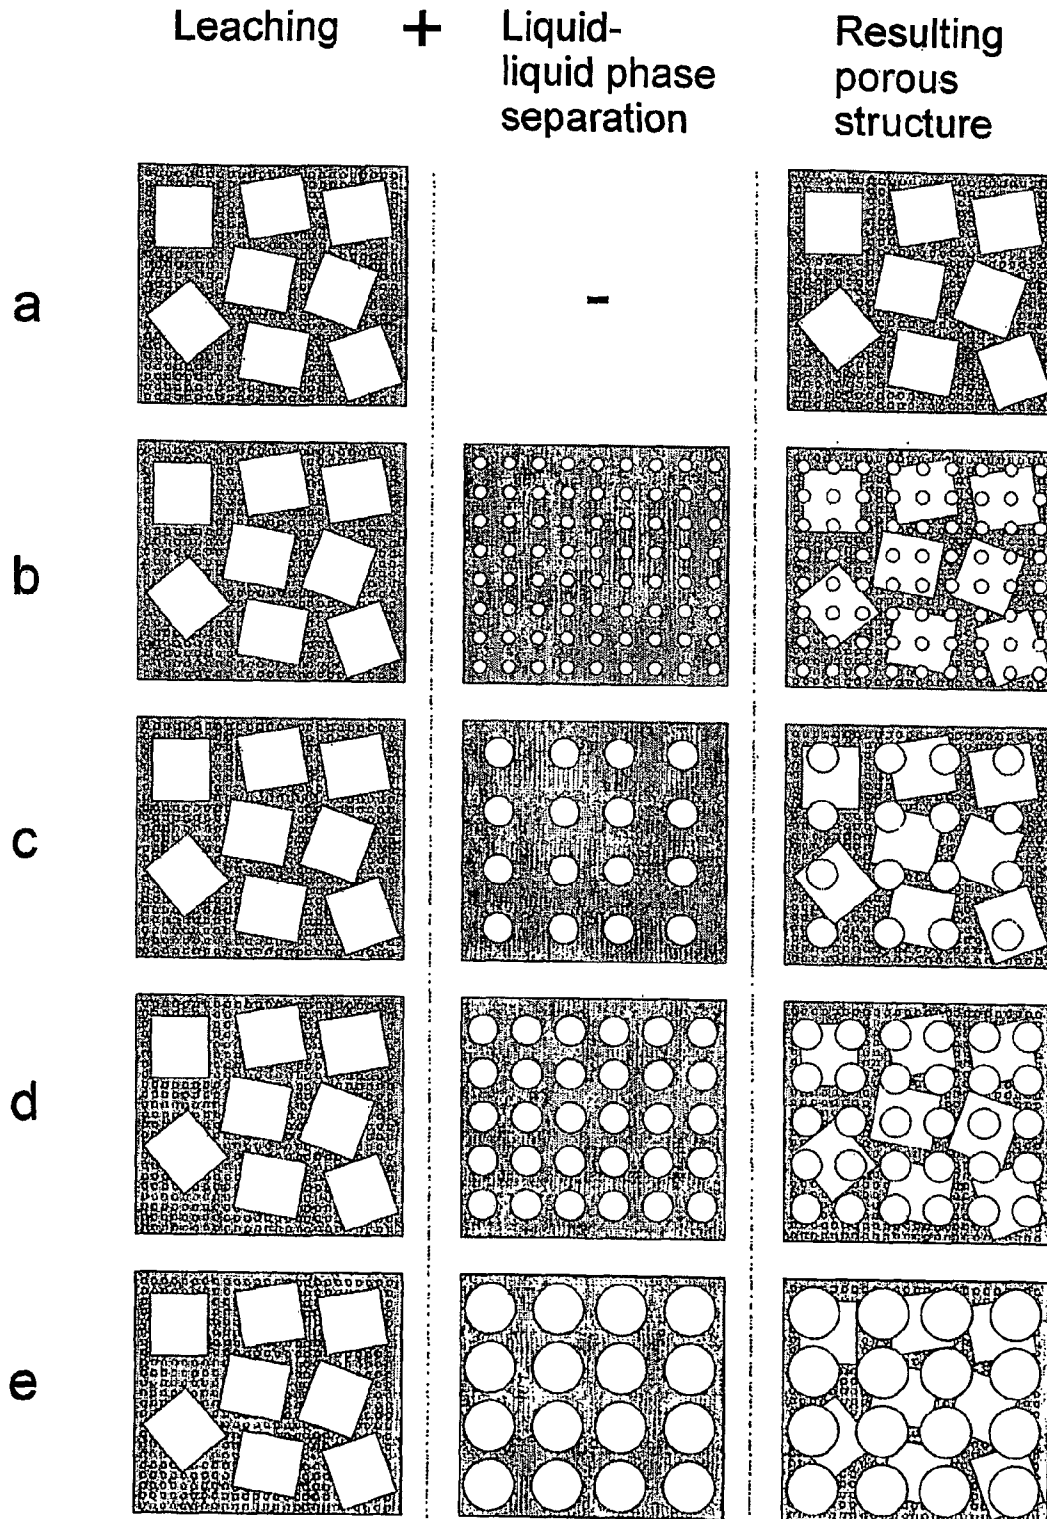 Leaching + Liquid-
liquid phase
separation
Resulting
porous
structure
a
-
b
c
d
e